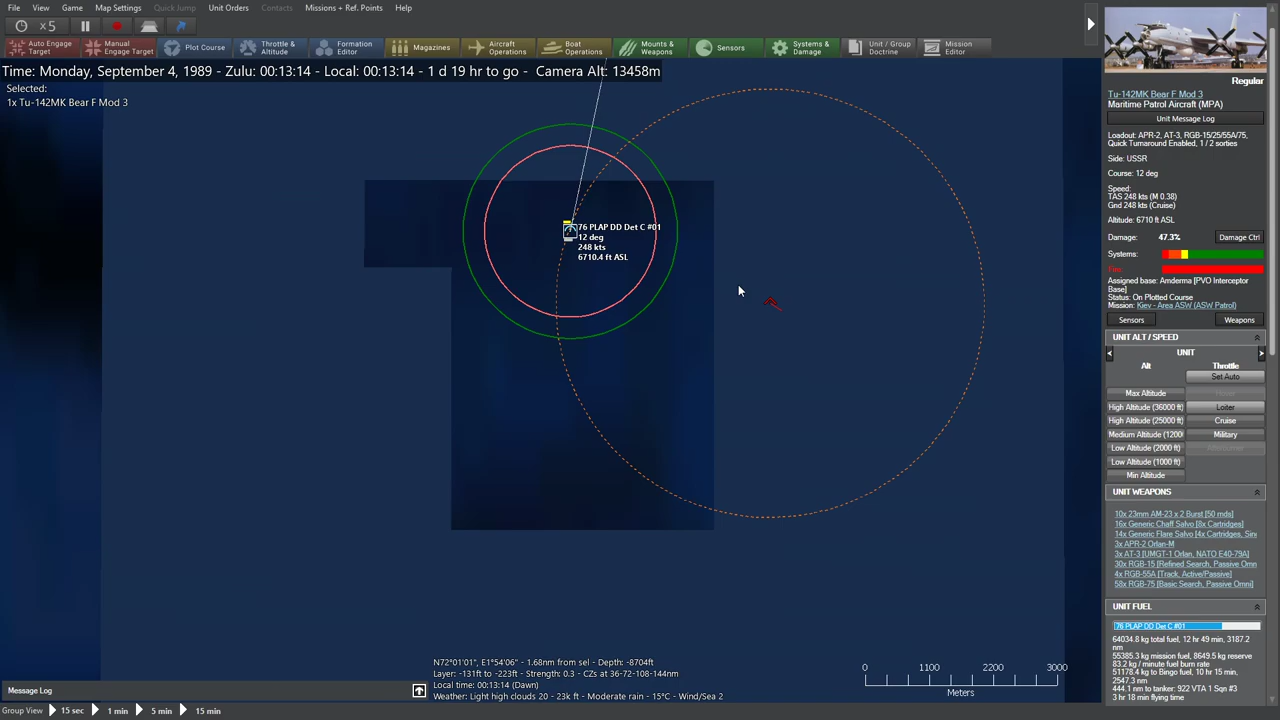 File View Game Map Settings Quick Jump Unit Orders Contacts Missions + Ref. Points Help
× 5
Auto Engage Target
Manual Engage Target
Plot Course
Throttle & Altitude
Formation Editor
Magazines
Aircraft Operations
Boat Operations
Mounts & Weapons
Sensors
Systems & Damage
Unit / Group Doctrine
Mission Editor
Time: Monday, September 4, 1989 - Zulu: 00:13:14 - Local: 00:13:14 - 1 d 19 hr to go - Camera Alt: 13458m
Selected:
1x Tu-142MK Bear F Mod 3
76 PLAP DD Det C #01
12 deg
248 kts
6710.4 ft ASL
N72°01'01", E1°54'06" - 1.68nm from sel - Depth: -8704ft
Layer: -131ft to -223ft - Strength: 0.3 - CZs at 36-72-108-144nm
Local time: 00:13:14 (Dawn)
Weather: Light high clouds 20 - 23k ft - Moderate rain - 15°C - Wind/Sea 2
0 1100 2200 3000
Meters
Message Log
Group View 15 sec 1 min 5 min 15 min
Regular
Tu-142MK Bear F Mod 3
Maritime Patrol Aircraft (MPA)
Unit Message Log
Loadout: APR-2, AT-3, RGB-15/25/55A/75,
Quick Turnaround Enabled, 1 / 2 sorties
Side: USSR
Course: 12 deg
Speed:
TAS 248 kts (M 0.38)
Gnd 248 kts (Cruise)
Altitude: 6710 ft ASL
Damage: 47.3% Damage Ctrl
Systems:
Fire:
Assigned base: Amderma [PVO Interceptor
Base]
Status: On Plotted Course
Mission: Kiev - Area ASW (ASW Patrol)
Sensors Weapons
UNIT ALT / SPEED
UNIT
Alt Throttle
Set Auto
Max Altitude
High Altitude (36000 ft) Loiter
High Altitude (25000 ft) Cruise
Medium Altitude (1200 Military
Low Altitude (2000 ft) Afterburner
Low Altitude (1000 ft)
Min Altitude
UNIT WEAPONS
10x 23mm AM-23 x 2 Burst [50 rnds]
16x Generic Chaff Salvo [8x Cartridges]
14x Generic Flare Salvo [4x Cartridges, Sin
3x APR-2 Orlan-M
3x AT-3 [UMGT-1 Orlan, NATO E40-79A]
30x RGB-15 [Refined Search, Passive Omn
4x RGB-55A [Track, Active/Passive]
58x RGB-75 [Basic Search, Passive Omni]
UNIT FUEL
76 PLAP DD Det C #01
64034.8 kg total fuel, 12 hr 49 min, 3187.2
nm
55385.3 kg mission fuel, 8649.5 kg reserve
83.2 kg / minute fuel burn rate
51178.4 kg to Bingo fuel, 10 hr 15 min,
2547.3 nm
444.1 nm to tanker: 922 VTA 1 Sqn #3
3 hr 18 min flying time